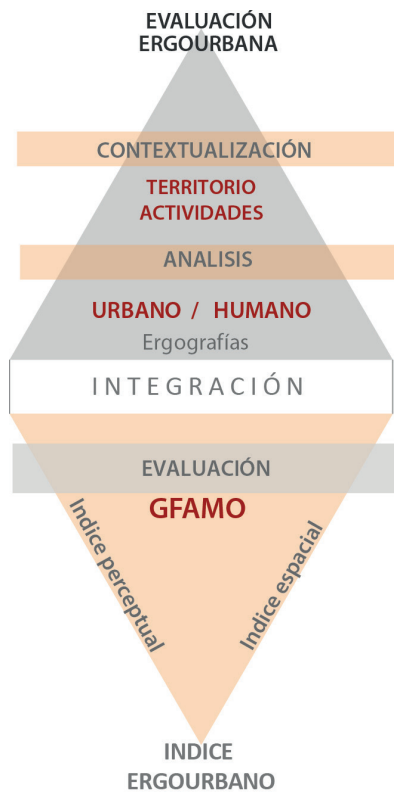 EVALUACIÓN
ERGOURBANA
CONTEXTUALIZACIÓN
TERRITORIO
ACTIVIDADES
ANALISIS
URBANO / HUMANO
Ergografías
INTEGRACIÓN
EVALUACIÓN
GFAMO
Indice perceptual
Indice espacial
INDICE
ERGOURBANO